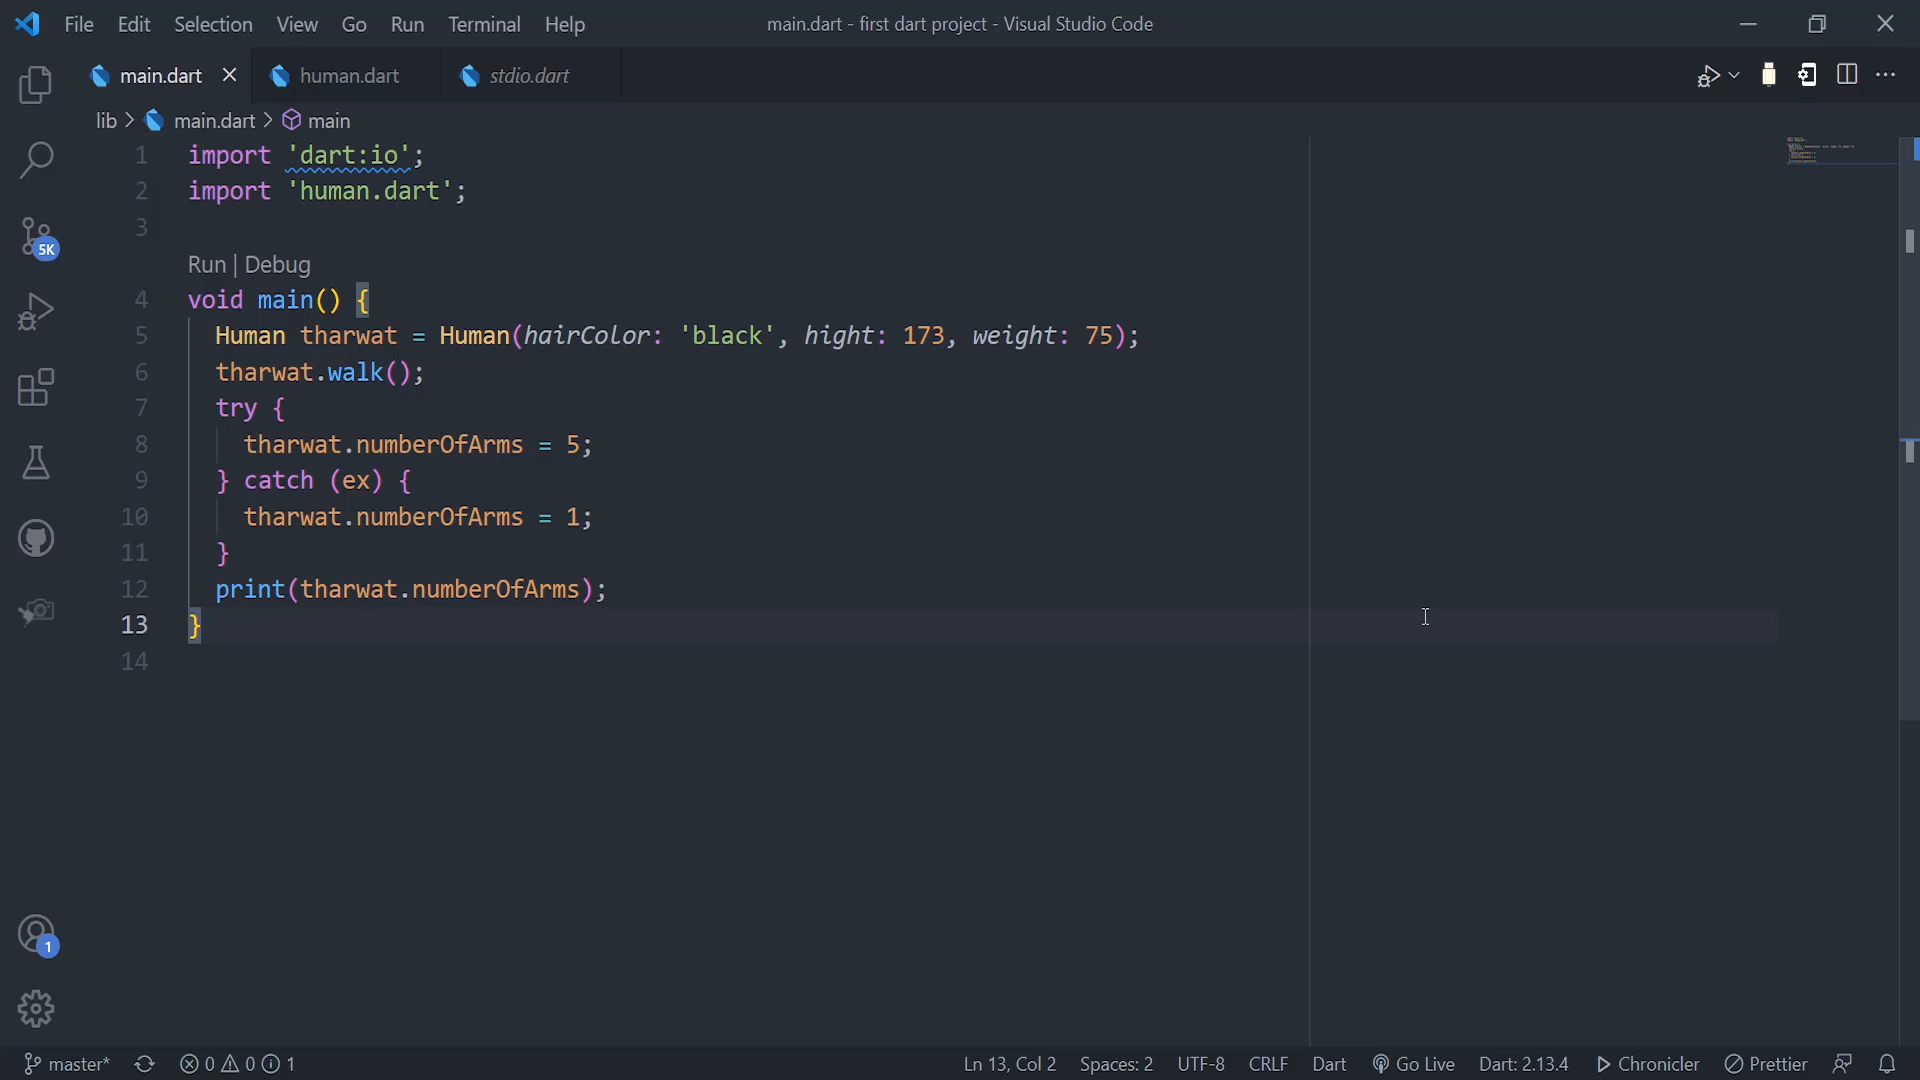 File Edit Selection View Go Run Terminal Help main.dart - first dart project - Visual Studio Code
main.dart human.dart stdio.dart
lib > main.dart > main
1 import 'dart:io';
2 import 'human.dart';
3
Run | Debug
4 void main() {
5 Human tharwat = Human(hairColor: 'black', hight: 173, weight: 75);
6 tharwat.walk();
7 try {
8 tharwat.numberOfArms = 5;
9 } catch (ex) {
10 tharwat.numberOfArms = 1;
11 }
12 print(tharwat.numberOfArms);
13 }
14
5K
1
master* 0 0 1 Ln 13, Col 2 Spaces: 2 UTF-8 CRLF Dart Go Live Dart: 2.13.4 Chronicler Prettier